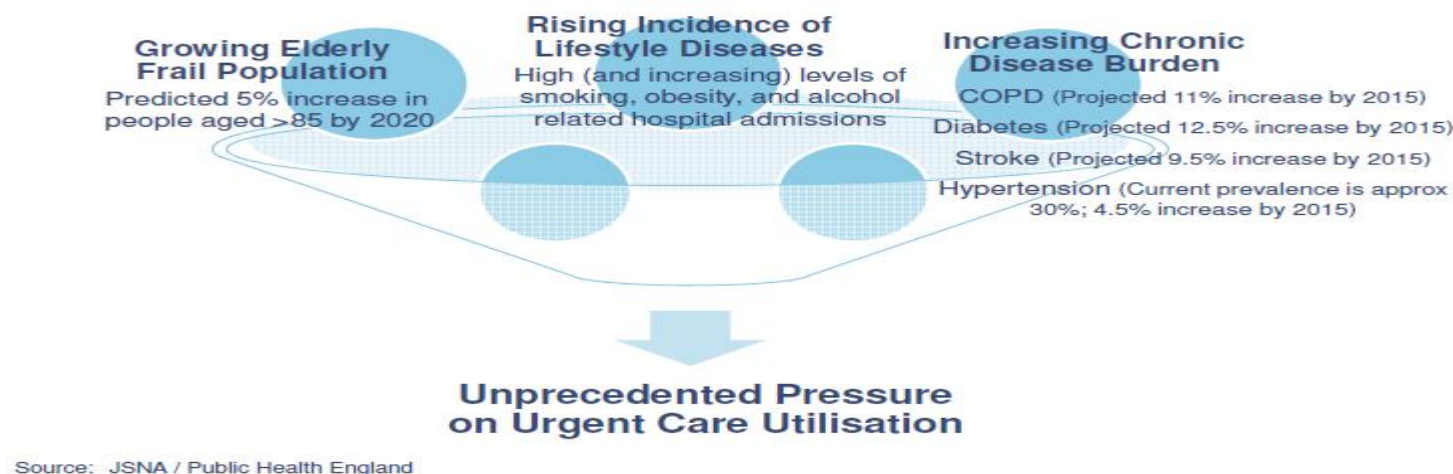 Growing Elderly
Frail Population
Predicted 5% increase in
people aged >85 by 2020
Rising Incidence of
Lifestyle Diseases
High (and increasing) levels of
smoking, obesity, and alcohol
related hospital admissions
Increasing Chronic
Disease Burden
COPD (Projected 11% increase by 2015)
Diabetes (Projected 12.5% increase by 2015)
Stroke (Projected 9.5% increase by 2015)
Hypertension (Current prevalence is approx
30%; 4.5% increase by 2015)
Unprecedented Pressure
on Urgent Care Utilisation
Source: JSNA / Public Health England